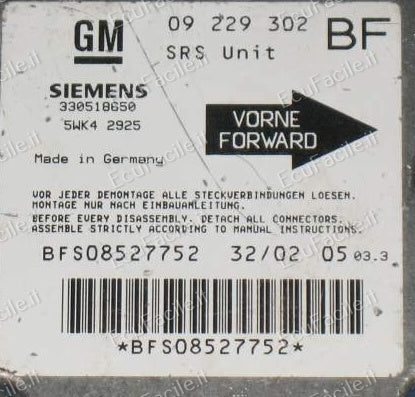 GM 09 229 302 BF
SRS Unit
SIEMENS
330518650
5WK4 2925
VORNE
FORWARD
Made in Germany
VOR JEDER DEMONTAGE ALLE STECKVERBINDUNGEN LOESEN.
MONTAGE NUR NACH EINBAUANLEITUNG.
BEFORE EVERY DISASSEMBLY. DETACH ALL CONNECTORS.
ASSEMBLE STRICTLY ACCORDING TO MANUAL INSTRUCTIONS.
BFS08527752 32/02 05 03.3
*BFS08527752*
EcuFacile.it